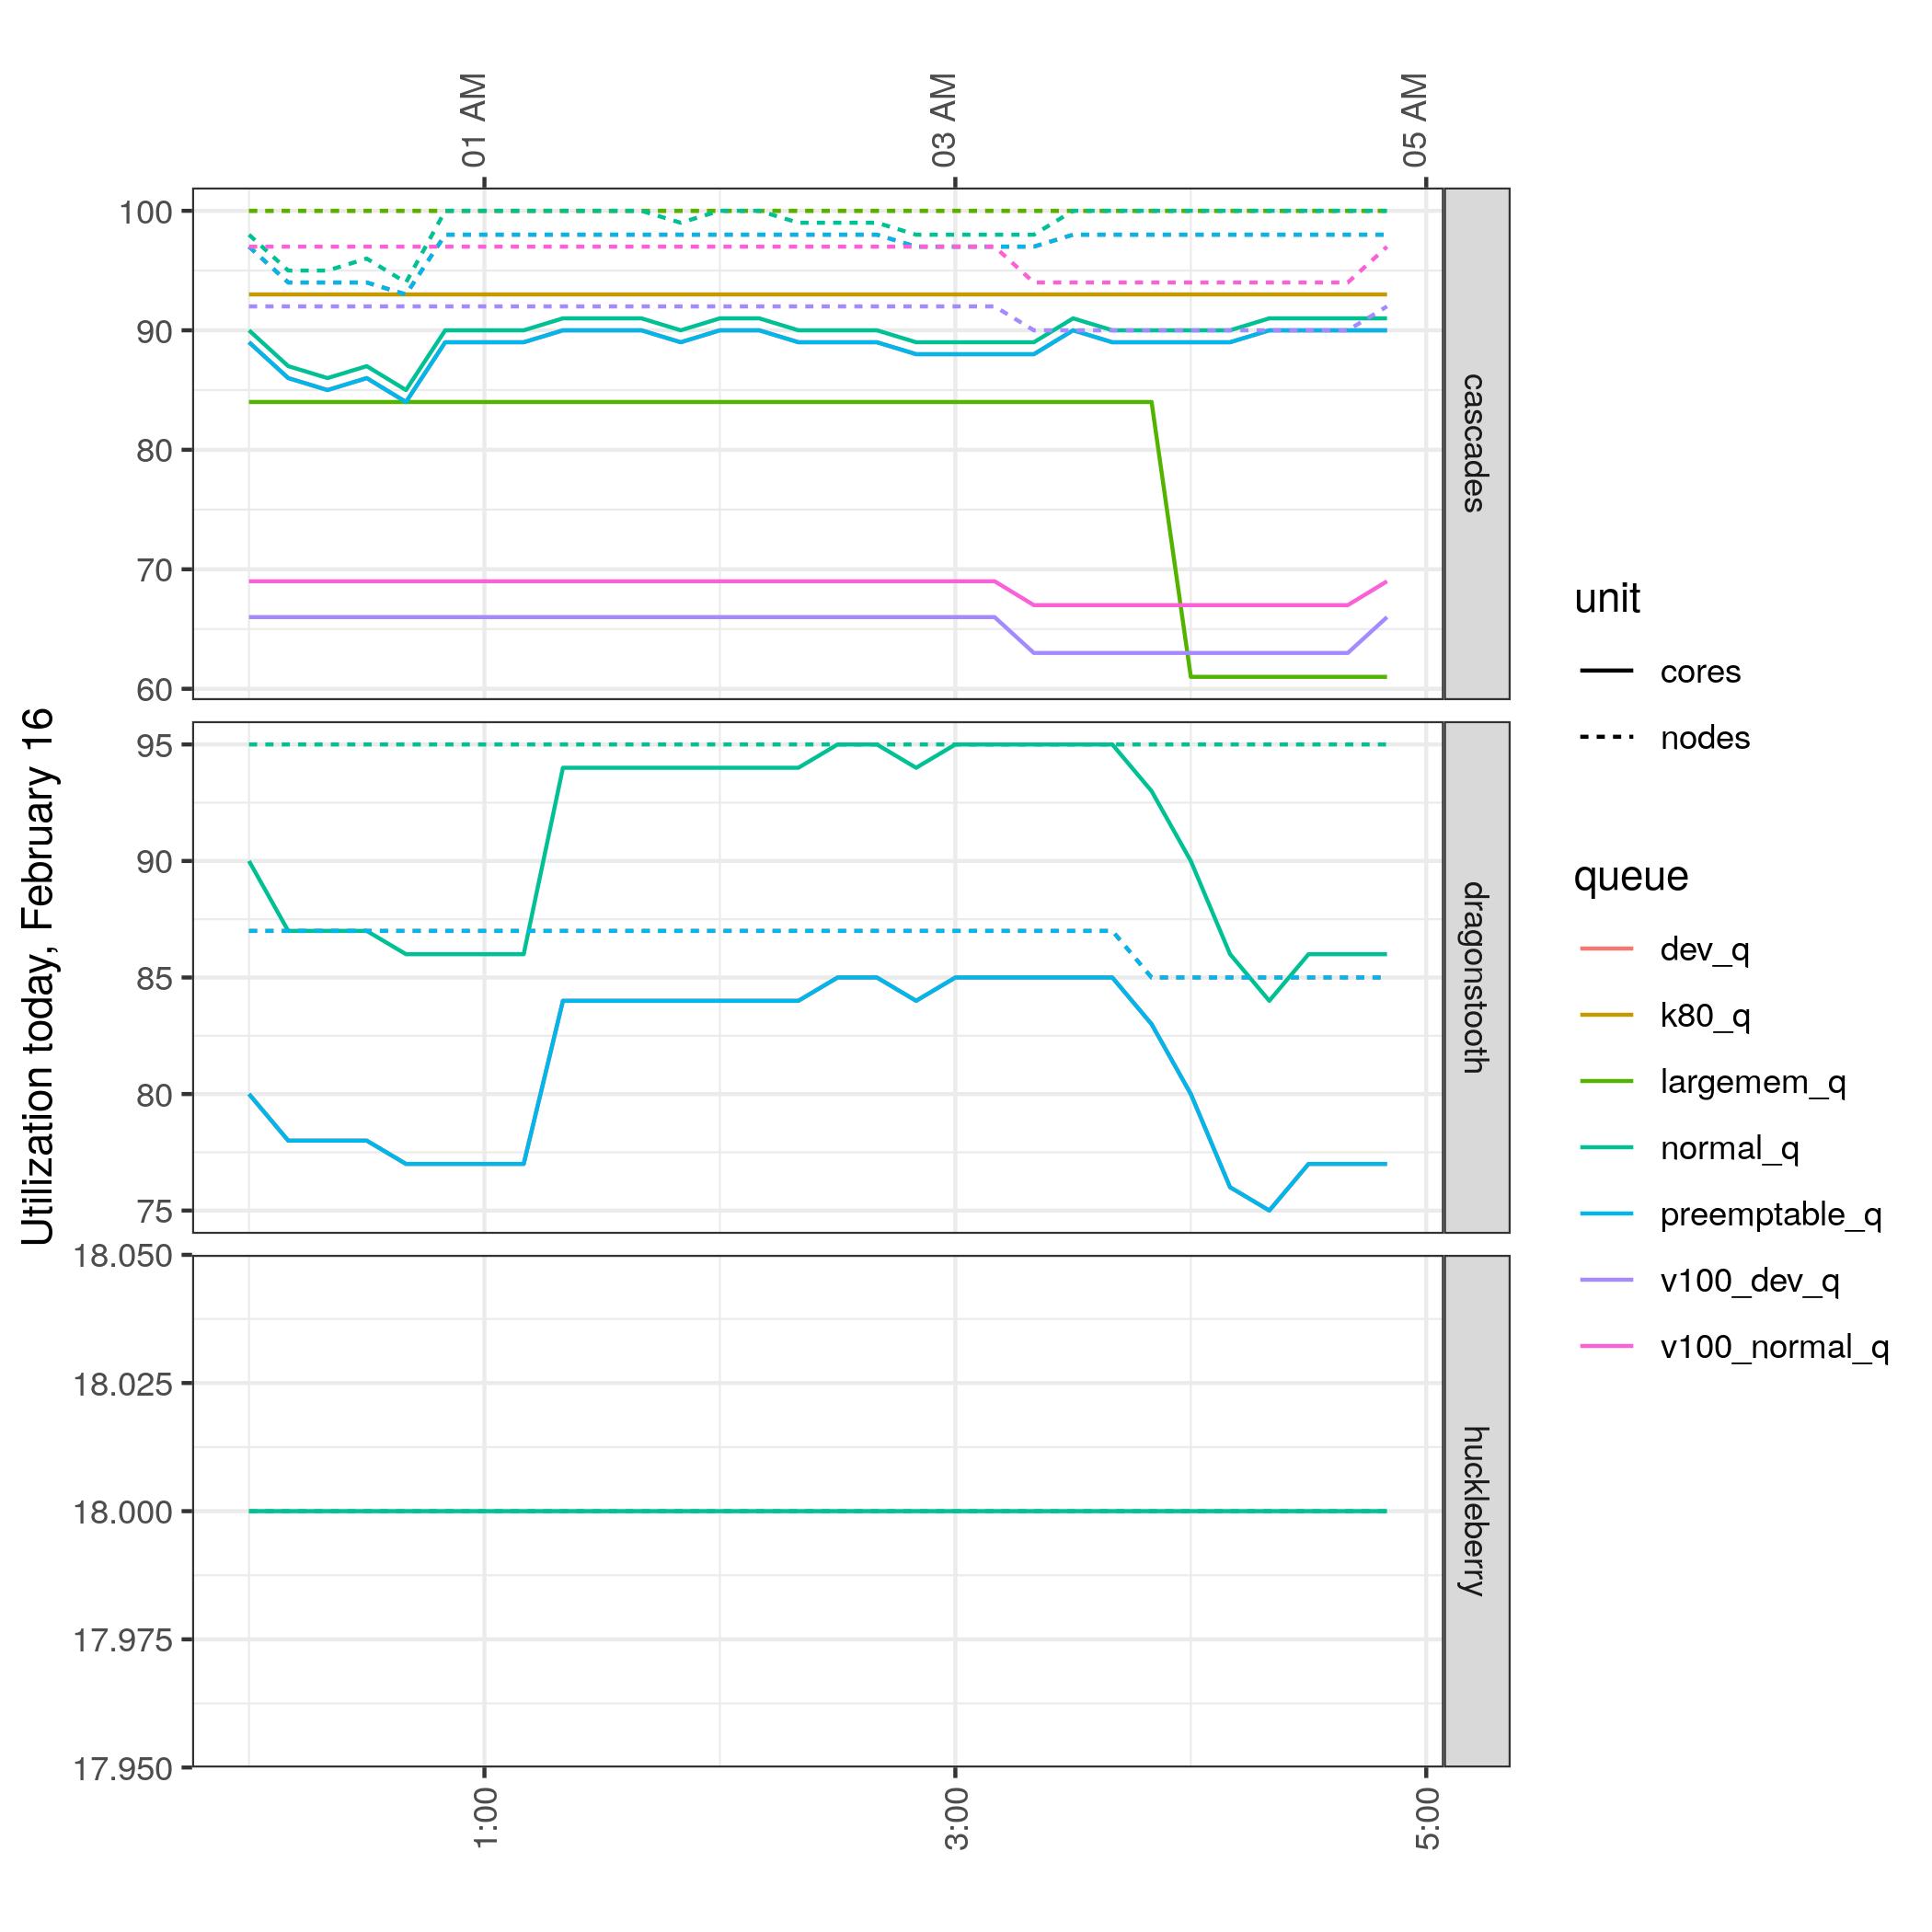 01 AM
03 AM
05 AM
Utilization today, February 16
100
90
80
70
60
cascades
95
90
85
80
75
dragonstooth
18.050
18.025
18.000
17.975
17.950
huckleberry
1:00
3:00
5:00
unit
cores
nodes
queue
dev_q
k80_q
largemem_q
normal_q
preemptable_q
v100_dev_q
v100_normal_q